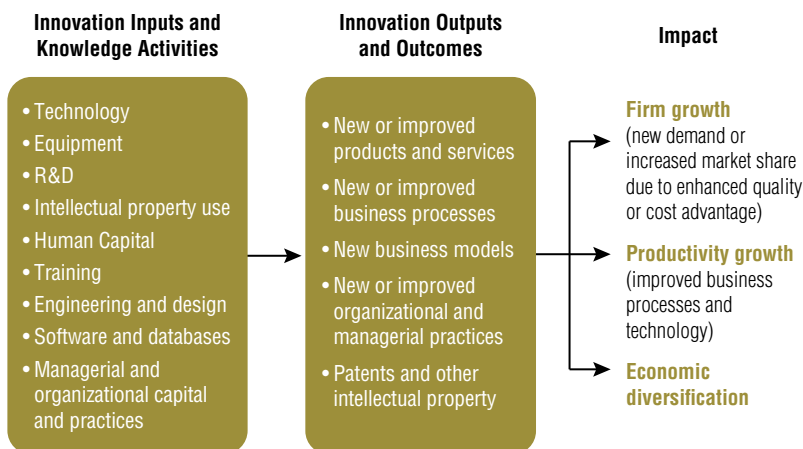 Innovation Inputs and
Knowledge Activities
• Technology
• Equipment
• R&D
• Intellectual property use
• Human Capital
• Training
• Engineering and design
• Software and databases
• Managerial and
organizational capital
and practices
Innovation Outputs
and Outcomes
• New or improved
products and services
• New or improved
business processes
• New business models
• New or improved
organizational and
managerial practices
• Patents and other
intellectual property
Impact
Firm growth
(new demand or
increased market share
due to enhanced quality
or cost advantage)
Productivity growth
(improved business
processes and
technology)
Economic
diversification